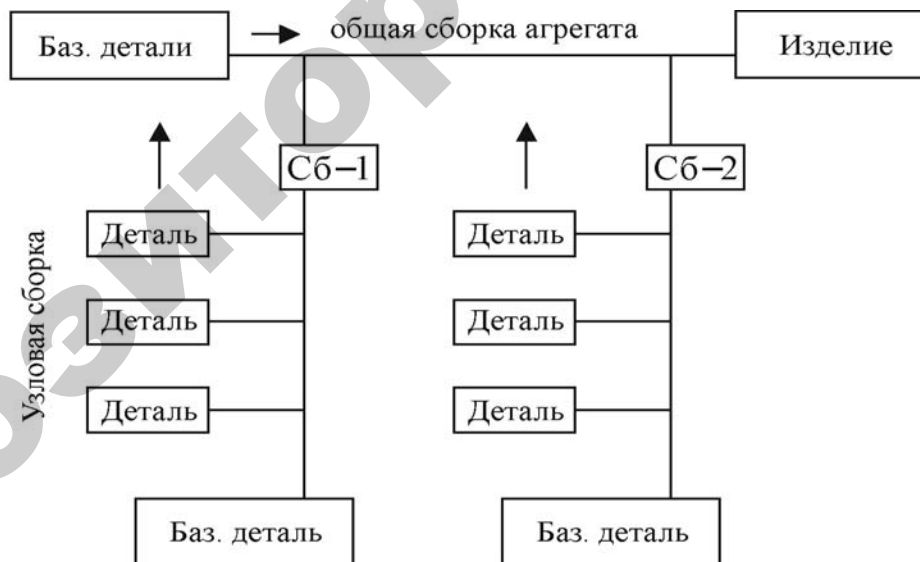 Баз. детали
общая сборка агрегата
Изделие
Сб–1
Сб–2
Узловая сборка
Деталь
Деталь
Деталь
Деталь
Деталь
Деталь
Баз. деталь
Баз. деталь